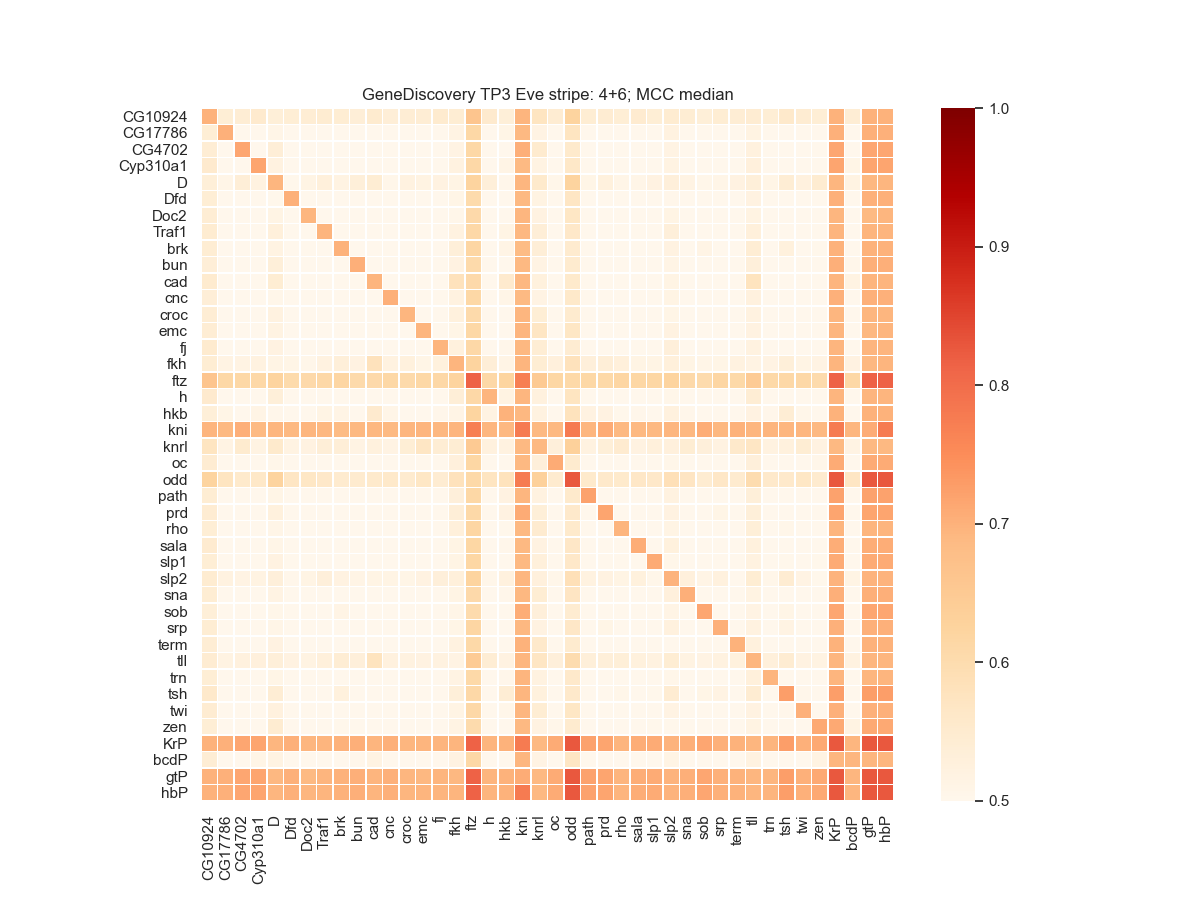 GeneDiscovery TP3 Eve stripe: 4+6; MCC median
CG10924
CG17786
CG4702
Cyp310a1
D
Dfd
Doc2
Traf1
brk
bun
cad
cnc
croc
emc
fj
fkh
ftz
h
hkb
kni
knrl
oc
odd
path
prd
rho
sala
slp1
slp2
sna
sob
srp
term
tll
trn
tsh
twi
zen
KrP
bcdP
gtP
hbP
CG10924
CG17786
CG4702
Cyp310a1
D
Dfd
Doc2
Traf1
brk
bun
cad
cnc
croc
emc
fj
fkh
ftz
h
hkb
kni
knrl
oc
odd
path
prd
rho
sala
slp1
slp2
sna
sob
srp
term
tll
trn
tsh
twi
zen
KrP
bcdP
gtP
hbP
1.0
0.9
0.8
0.7
0.6
0.5